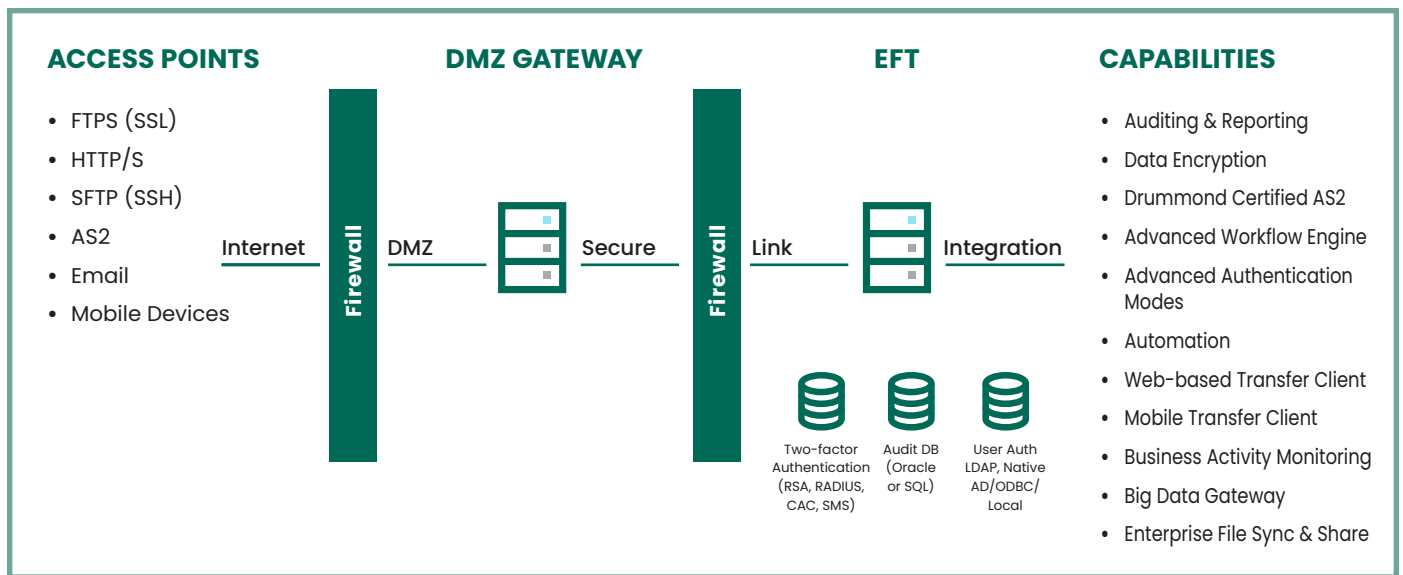 ACCESS POINTS
• FTPS (SSL)
• HTTP/S
• SFTP (SSH)
• AS2
• Email
• Mobile Devices
Internet
Firewall
DMZ GATEWAY
DMZ
Secure
Firewall
EFT
Link
Integration
Two-factor
Authentication
(RSA, RADIUS,
CAC, SMS)
Audit DB
(Oracle
or SQL)
User Auth
LDAP, Native
AD/ODBC/
Local
CAPABILITIES
• Auditing & Reporting
• Data Encryption
• Drummond Certified AS2
• Advanced Workflow Engine
• Advanced Authentication
Modes
• Automation
• Web-based Transfer Client
• Mobile Transfer Client
• Business Activity Monitoring
• Big Data Gateway
• Enterprise File Sync & Share